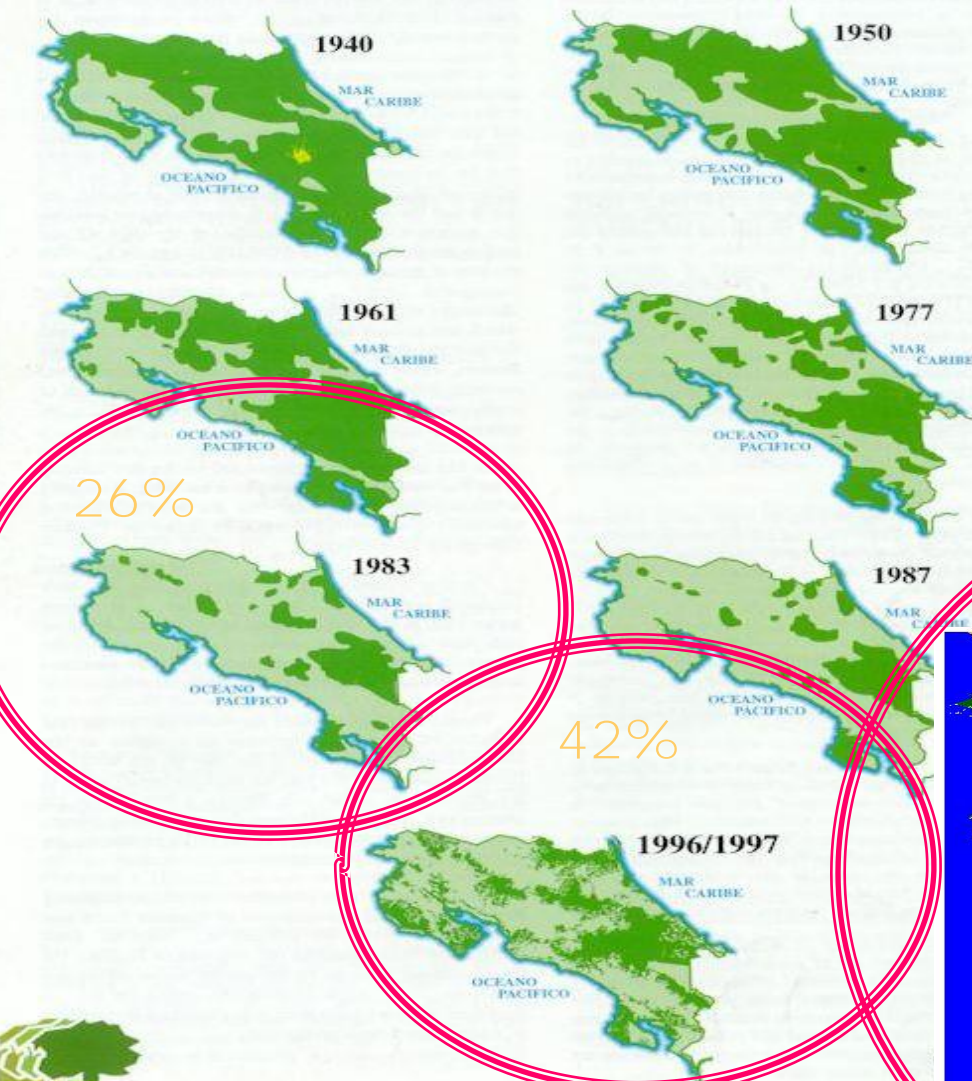 1940
MAR
CARIBE
OCEANO
PACIFICO
1950
MAR
CARIBE
OCEANO
PACIFICO
1961
MAR
CARIBE
OCEANO
PACIFICO
1977
MAR
CARIBE
OCEANO
PACIFICO
26%
1983
MAR
CARIBE
OCEANO
PACIFICO
1987
MAR
CARIBE
OCEANO
PACIFICO
42%
1996/1997
MAR
CARIBE
OCEANO
PACIFICO